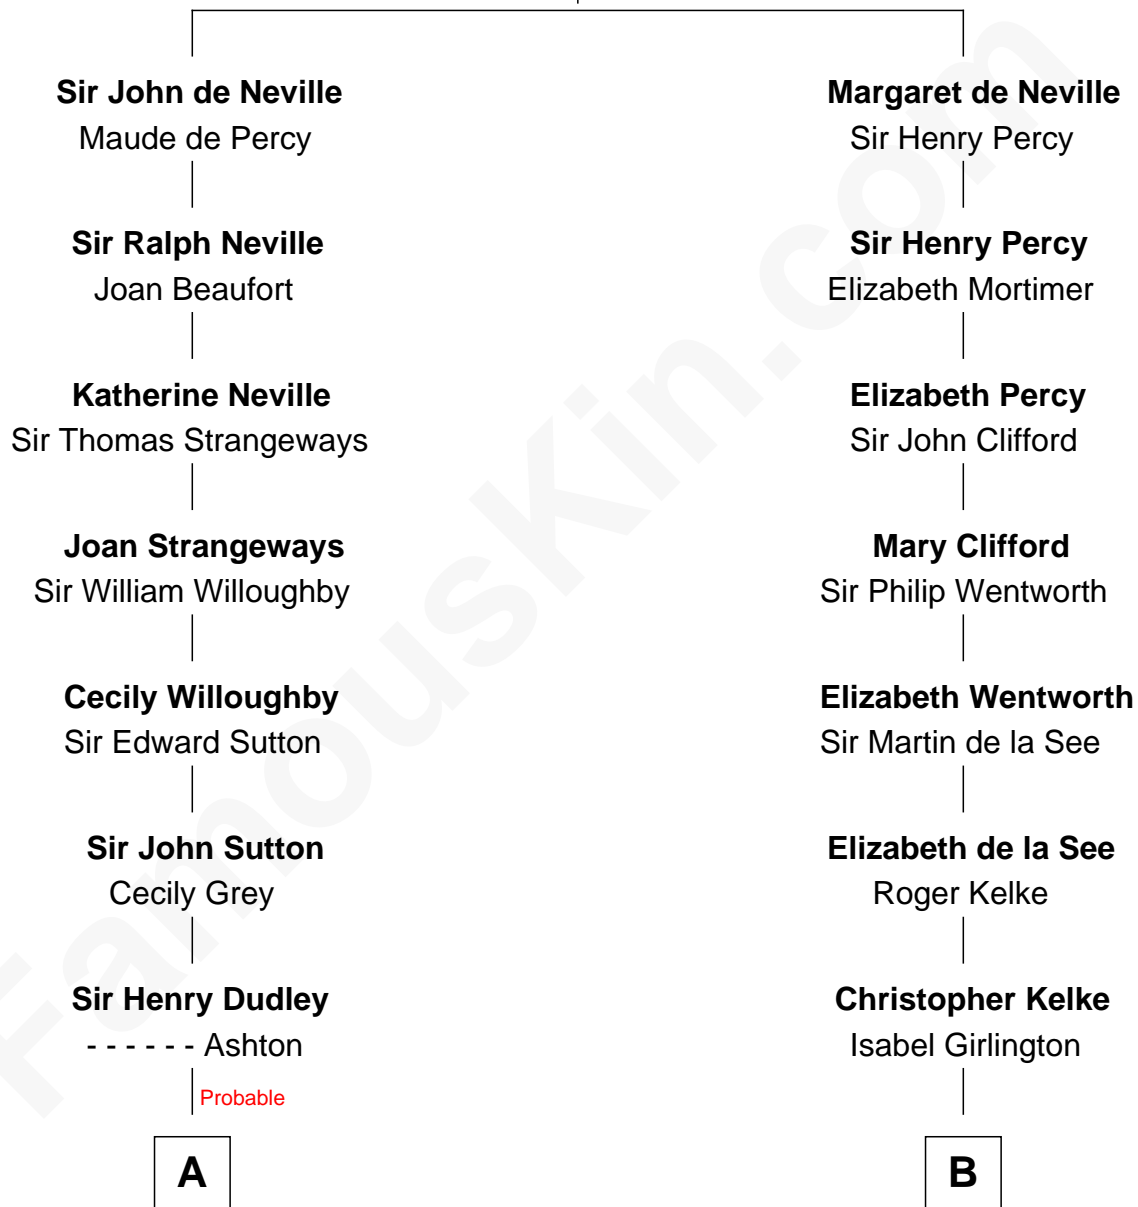 Sir John de Neville
Maude de Percy
Sir Ralph Neville
Joan Beaufort
Katherine Neville
Sir Thomas Strangeways
Joan Strangeways
Sir William Willoughby
Cecily Willoughby
Sir Edward Sutton
Sir John Sutton
Cecily Grey
Sir Henry Dudley
- - - - - - Ashton
Probable
A
Margaret de Neville
Sir Henry Percy
Sir Henry Percy
Elizabeth Mortimer
Elizabeth Percy
Sir John Clifford
Mary Clifford
Sir Philip Wentworth
Elizabeth Wentworth
Sir Martin de la See
Elizabeth de la See
Roger Kelke
Christopher Kelke
Isabel Girlington
B
FamousKin.com